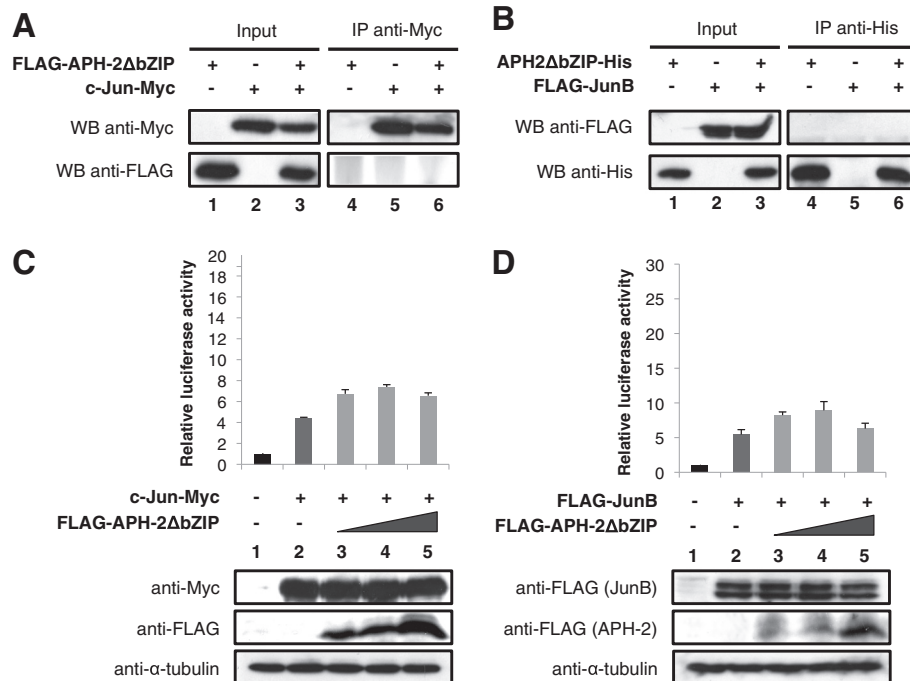 A
Input
IP anti-Myc
FLAG-APH-2ΔbZIP + - + + - +
c-Jun-Myc - + + - + +
WB anti-Myc
WB anti-FLAG
1 2 3 4 5 6
B
Input
IP anti-His
APH2ΔbZIP-His + - + + - +
FLAG-JunB - + + - + +
WB anti-FLAG
WB anti-His
1 2 3 4 5 6
C
Relative luciferase activity
20
18
16
14
12
10
8
6
4
2
0
c-Jun-Myc - + + + +
FLAG-APH-2ΔbZIP - -
1 2 3 4 5
anti-Myc
anti-FLAG
anti-α-tubulin
D
Relative luciferase activity
30
25
20
15
10
5
0
FLAG-JunB - + + + +
FLAG-APH-2ΔbZIP - -
1 2 3 4 5
anti-FLAG (JunB)
anti-FLAG (APH-2)
anti-α-tubulin